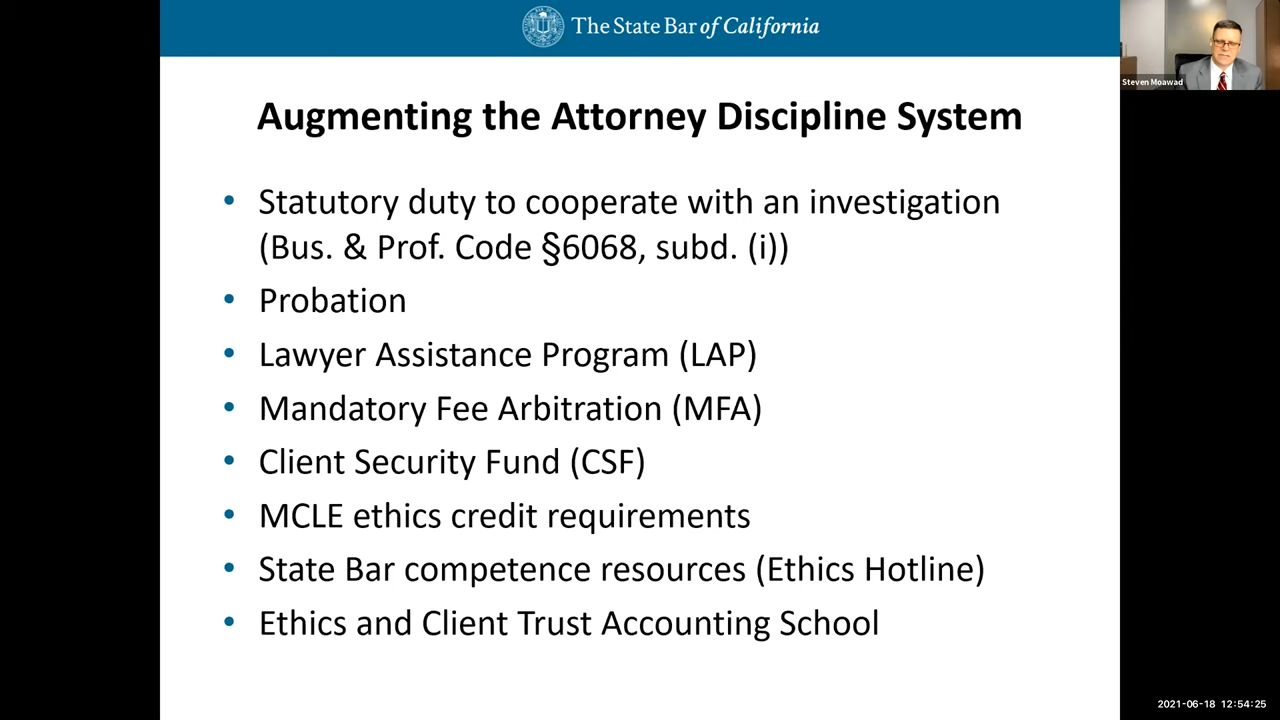 The State Bar of California
Steven Moawad
Augmenting the Attorney Discipline System
• Statutory duty to cooperate with an investigation
(Bus. & Prof. Code §6068, subd. (i))
• Probation
• Lawyer Assistance Program (LAP)
• Mandatory Fee Arbitration (MFA)
• Client Security Fund (CSF)
• MCLE ethics credit requirements
• State Bar competence resources (Ethics Hotline)
• Ethics and Client Trust Accounting School
2021-06-18 12:54:25